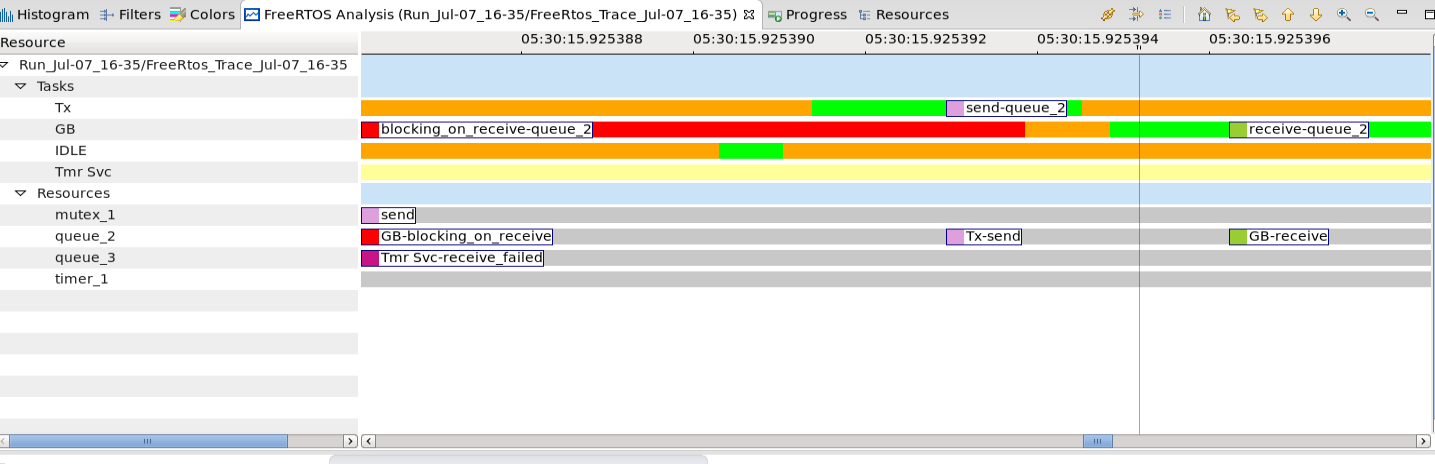 Histogram Filters Colors FreeRTOS Analysis (Run_Jul-07_16-35/FreeRtos_Trace_Jul-07_16-35) Progress Resources
Resource 05:30:15.925388 05:30:15.925390 05:30:15.925392 05:30:15.925394 05:30:15.925396
Run_Jul-07_16-35/FreeRtos_Trace_Jul-07_16-35
Tasks
Tx send-queue_2
GB blocking_on_receive-queue_2 receive-queue_2
IDLE
Tmr Svc
Resources
mutex_1 send
queue_2 GB-blocking_on_receive Tx-send GB-receive
queue_3 Tmr Svc-receive_failed
timer_1